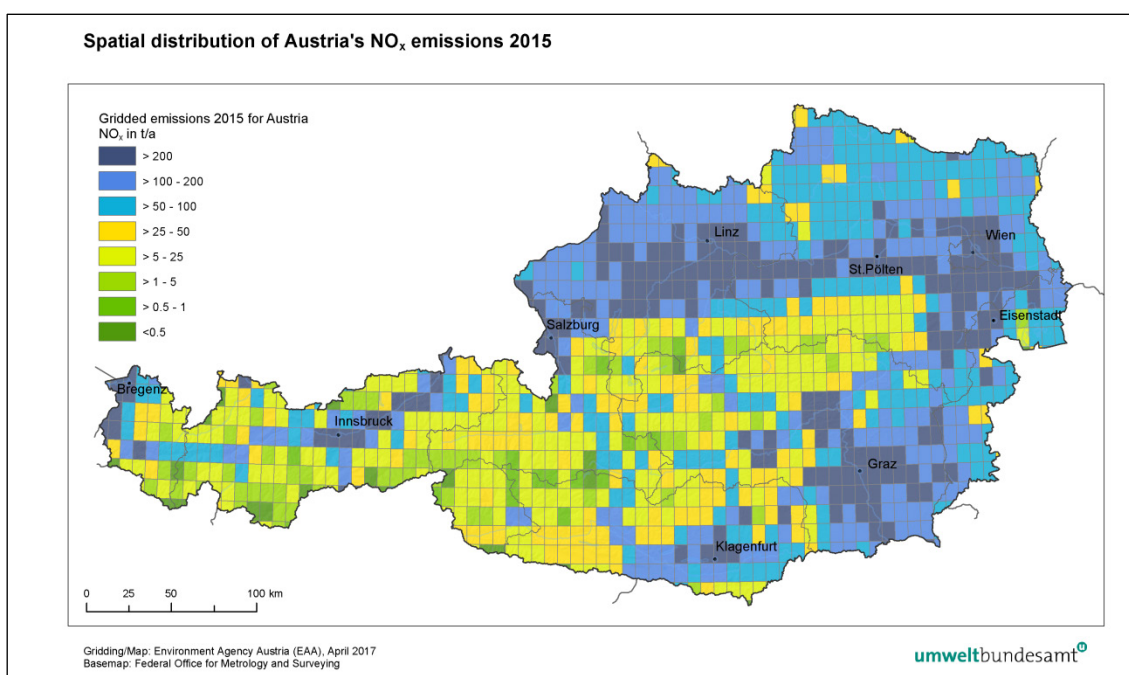 Spatial distribution of Austria's NOx emissions 2015
Gridded emissions 2015 for Austria
NOx in t/a
> 200
> 100 - 200
> 50 - 100
> 25 - 50
> 5 - 25
> 1 - 5
> 0.5 - 1
<0.5
Linz
Wien
St.Pölten
Eisenstadt
Salzburg
Bregenz
Innsbruck
Graz
Klagenfurt
0 25 50 100 km
Gridding/Map: Environment Agency Austria (EAA), April 2017
Basemap: Federal Office for Metrology and Surveying
umweltbundesamt